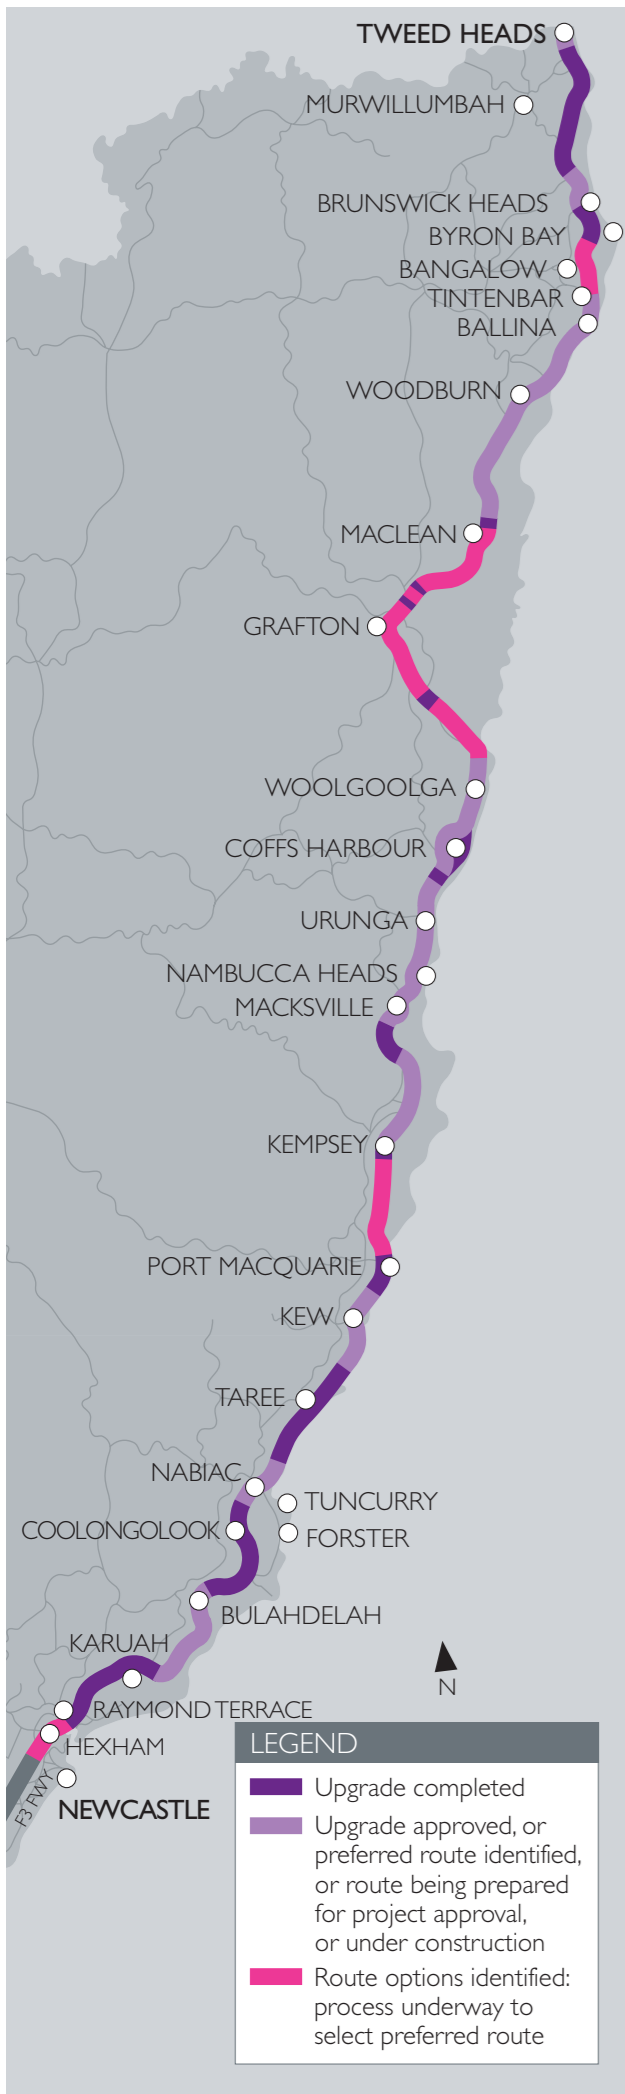 TWEED HEADS
MURWILLUMBAH
BRUNSWICK HEADS
BYRON BAY
BANGALOW
TINTENBAR
BALLINA
WOODBURN
MACLEAN
GRAFTON
WOOLGOOLGA
COFFS HARBOUR
URUNGA
NAMBUCCA HEADS
MACKSVILLE
KEMPSEY
PORT MACQUARIE
KEW
TAREE
NABIAC
TUNCURRY
COOLONGOLOOK
FORSTER
BULAHDELAH
KARUAH
N
RAYMOND TERRACE
HEXHAM
F3 FWY
NEWCASTLE
LEGEND
Upgrade completed
Upgrade approved, or
preferred route identified,
or route being prepared
for project approval,
or under construction
Route options identified:
process underway to
select preferred route